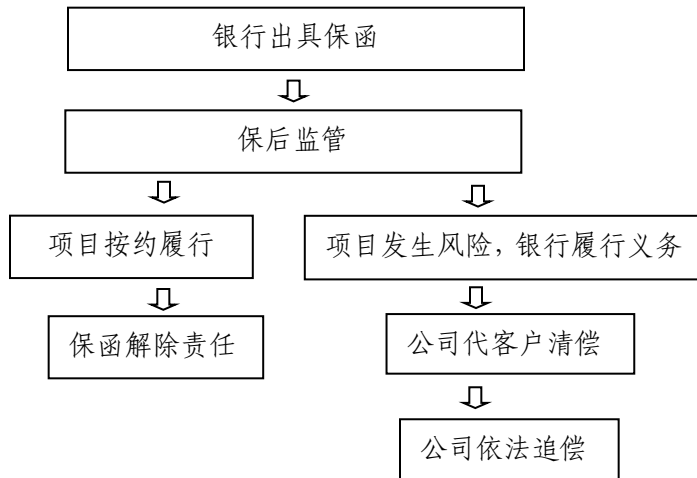 银行出具保函
保后监管
项目按约履行
项目发生风险，银行履行义务
保函解除责任
公司代客户清偿
公司依法追偿